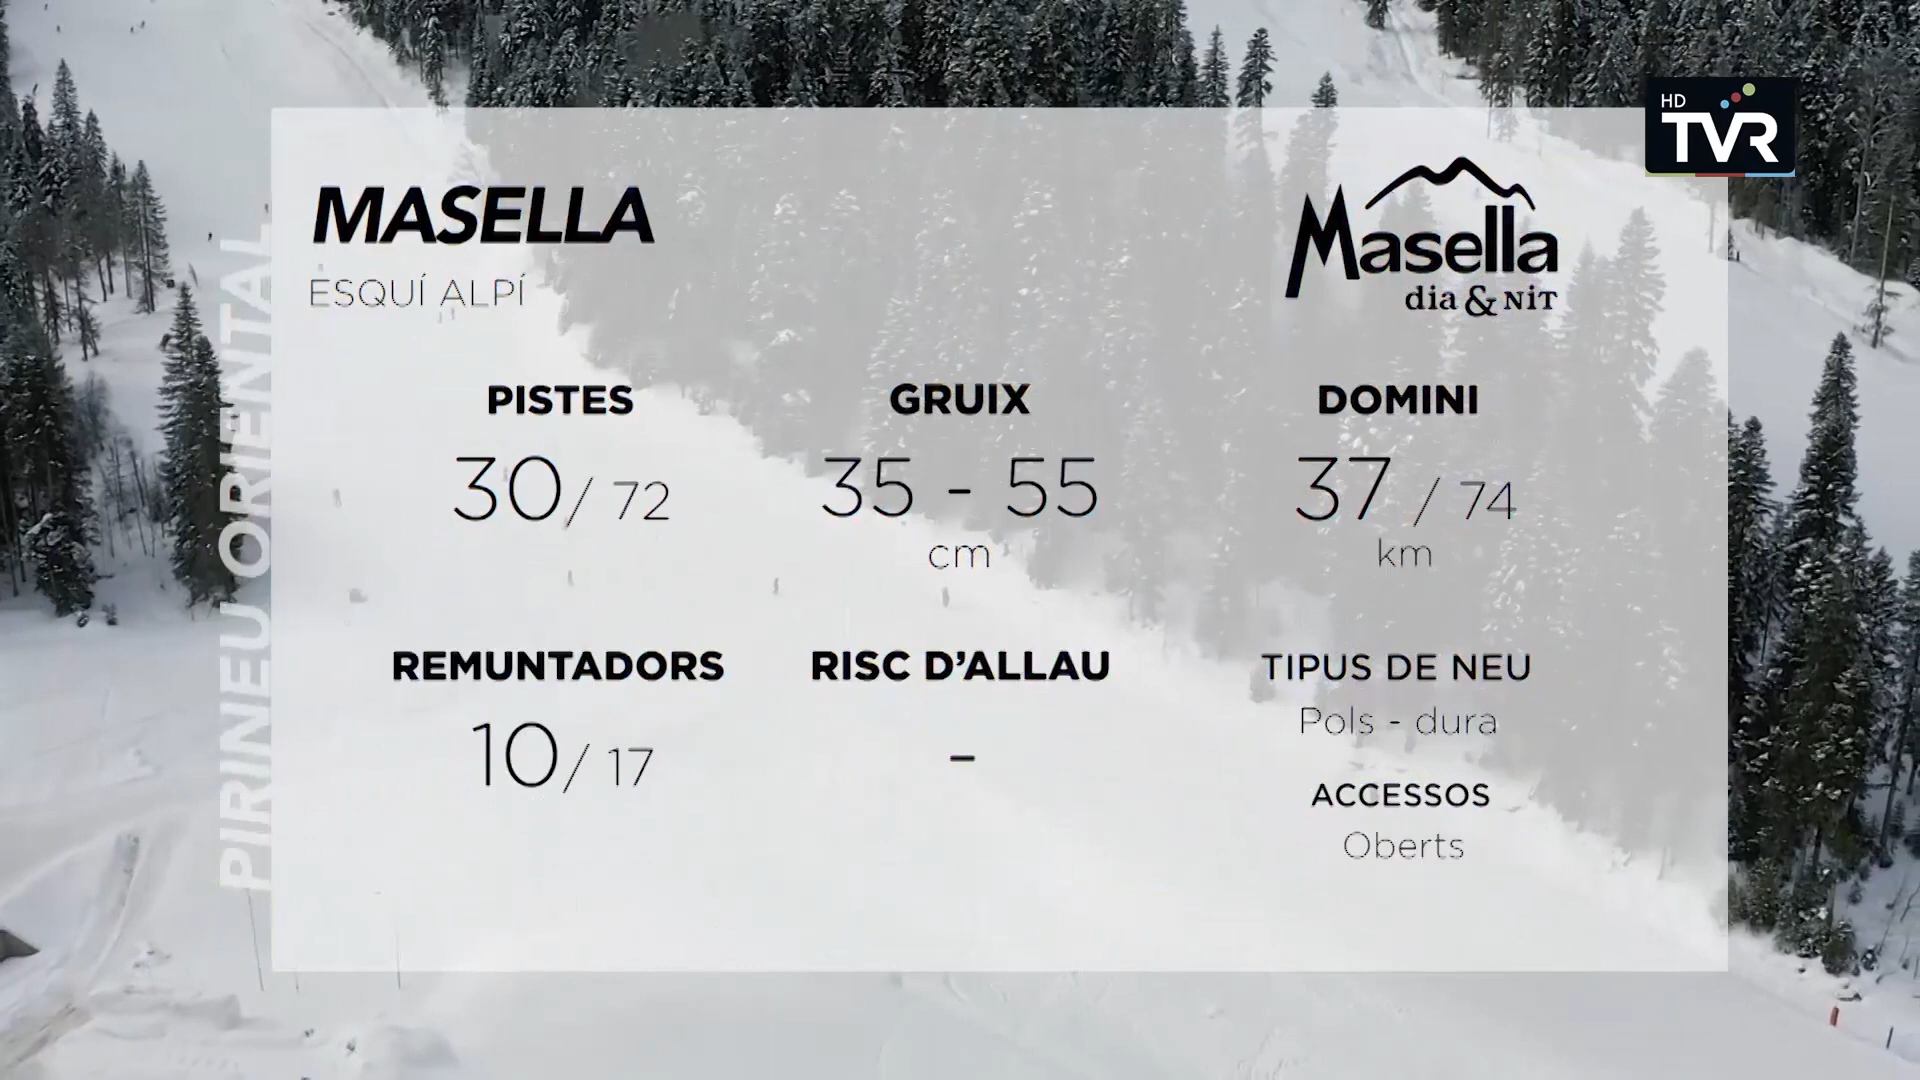 HD
TVR
MASELLA
ESQUÍ ALPÍ
Masella
dia & NiT
PIRINEU ORIENTAL
PISTES
30/ 72
GRUIX
35 - 55
cm
DOMINI
37 / 74
km
REMUNTADORS
10/ 17
RISC D’ALLAU
-
TIPUS DE NEU
Pols - dura
ACCESSOS
Oberts